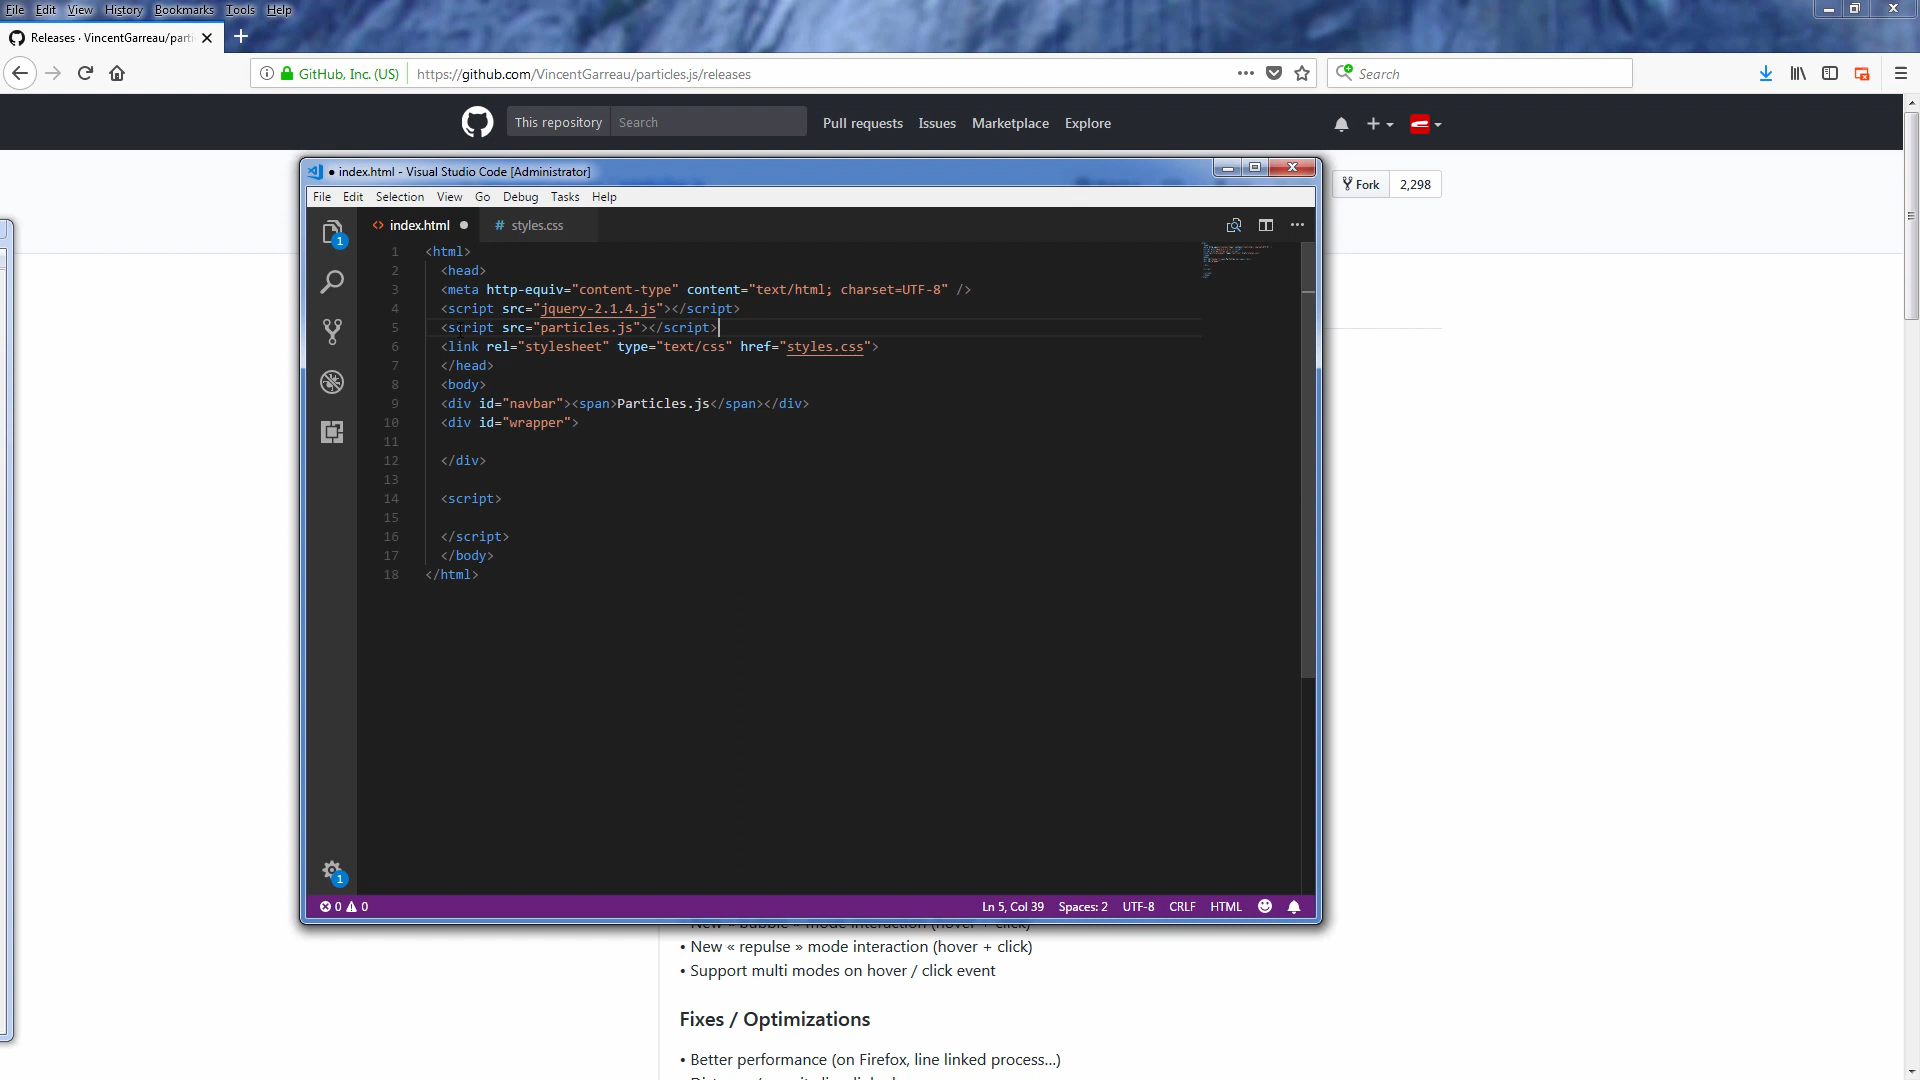 File Edit View History Bookmarks Tools Help
Releases · VincentGarreau/parti
GitHub, Inc. (US) https://github.com/VincentGarreau/particles.js/releases Search
This repository Search Pull requests Issues Marketplace Explore
Fork 2,298
● index.html - Visual Studio Code [Administrator]
File Edit Selection View Go Debug Tasks Help
1
<> index.html ● # styles.css
1 <html>
2 <head>
3 <meta http-equiv="content-type" content="text/html; charset=UTF-8" />
4 <script src="jquery-2.1.4.js"></script>
5 <script src="particles.js"></script>
6 <link rel="stylesheet" type="text/css" href="styles.css">
7 </head>
8 <body>
9 <div id="navbar"><span>Particles.js</span></div>
10 <div id="wrapper">
11
12 </div>
13
14 <script>
15
16 </script>
17 </body>
18 </html>
1
0 0 Ln 5, Col 39 Spaces: 2 UTF-8 CRLF HTML
• New « bubble » mode interaction (hover + click)
• New « repulse » mode interaction (hover + click)
• Support multi modes on hover / click event
Fixes / Optimizations
• Better performance (on Firefox, line linked process...)